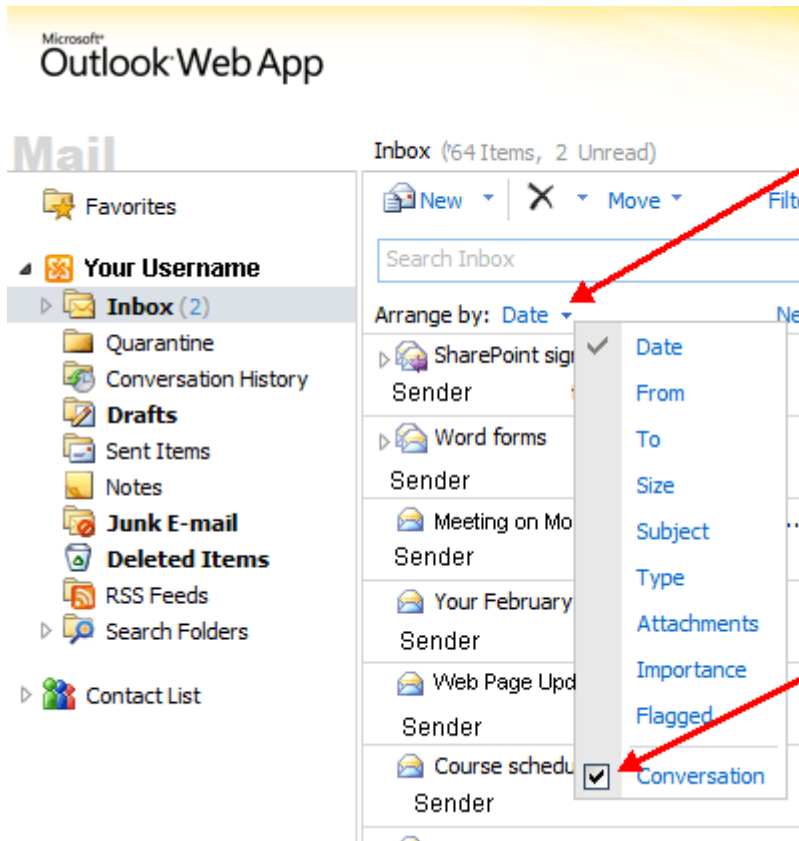 Microsoft®
Outlook Web App
Mail
Inbox ('64 Items, 2 Unread)
New
Move
Search Inbox
Arrange by: Date
Favorites
Your Username
Inbox (2)
Quarantine
Conversation History
Drafts
Sent Items
Notes
Junk E-mail
Deleted Items
RSS Feeds
Search Folders
Contact List
SharePoint
Sender
Word forms
Sender
Meeting on Mo
Sender
Your February
Sender
Web Page Upd
Sender
Course schedu
Sender
Date
From
To
Size
Subject
Type
Attachments
Importance
Flagged
Conversation